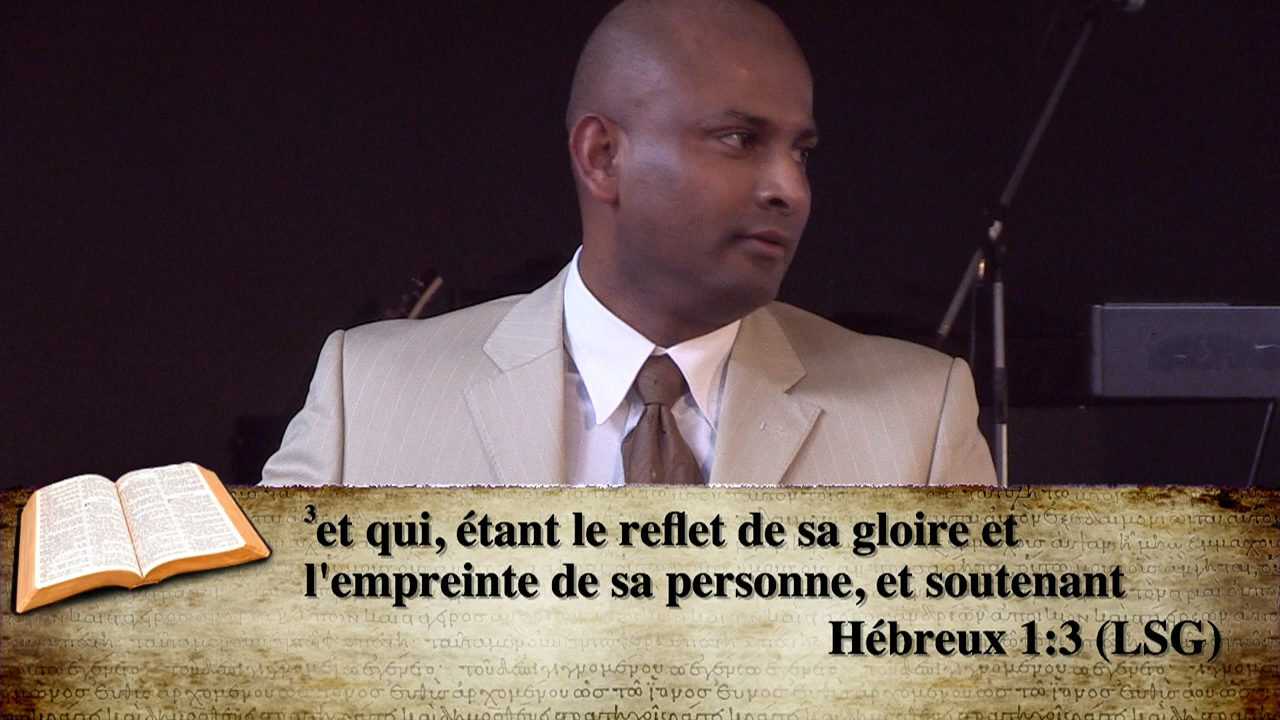 ³et qui, étant le reflet de sa gloire et
l'empreinte de sa personne, et soutenant
Hébreux 1:3 (LSG)